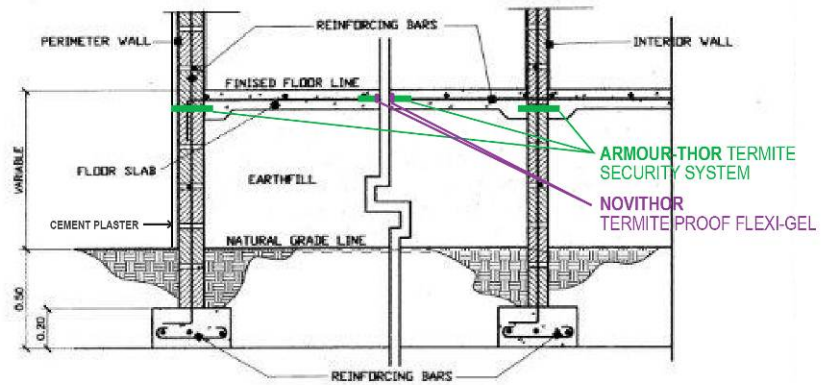 REINFORCING BARS
PERIMETER WALL
INTERIOR WALL
FINISED FLOOR LINE
VARIABLE
FLOOR SLAB
EARTHFILL
ARMOUR-THOR TERMITE
SECURITY SYSTEM
NOVITHOR
TERMITE PROOF FLEXI-GEL
CEMENT PLASTER
NATURAL GRADE LINE
0.50
0.20
REINFORCING BARS